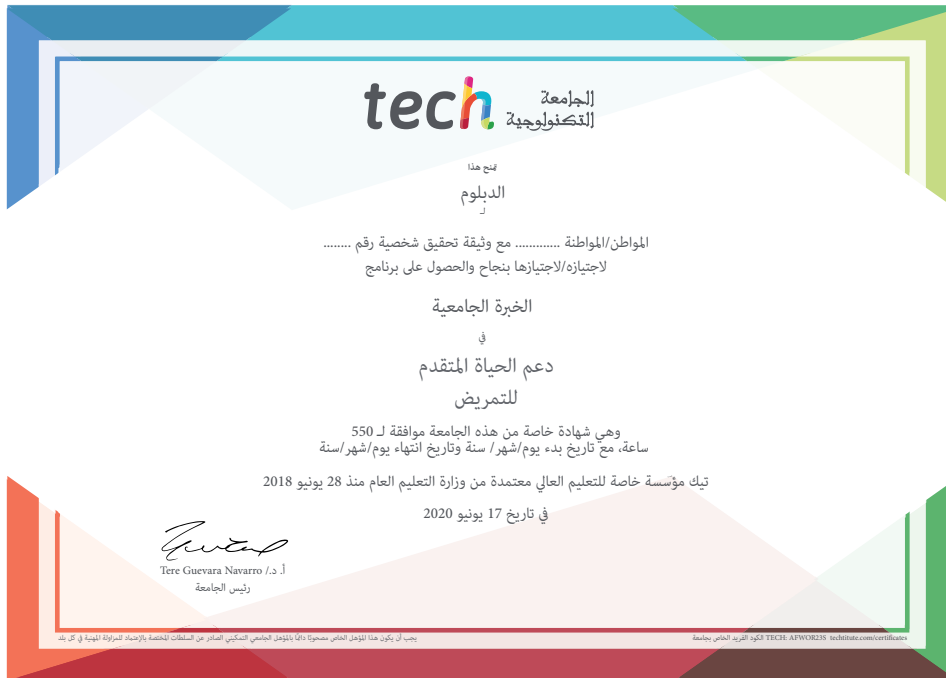 tech الجامعة
التكنولوجية
يمنح هذا
الدبلوم
لـ
المواطن/المواطنة ............. مع وثيقة تحقيق شخصية رقم ........
لاجتيازه/لاجتيازها بنجاح والحصول على برنامج
الخبرة الجامعية
في
دعم الحياة المتقدم
للتمريض
وهي شهادة خاصة من هذه الجامعة موافقة لـ 550
ساعة، مع تاريخ بدء يوم/شهر/ سنة وتاريخ انتهاء يوم/شهر/سنة
تيك مؤسسة خاصة للتعليم العالي معتمدة من وزارة التعليم العام منذ 28 يونيو 2018
في تاريخ 17 يونيو 2020
أ. د./ Tere Guevara Navarro
رئيس الجامعة
يجب أن يكون هذا المؤهل الخاص مصحوبًا دائمًا بالمؤهل الجامعي التمكيني الصادر عن السلطات المختصة بالإعتماد للمزاولة المهنية في كل بلد
الكود الفريد الخاص بجامعة TECH: AFWOR23S techtitute.com/certificates